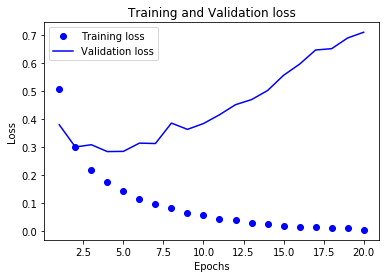 Training and Validation loss
Training loss
Validation loss
Loss
0.7
0.6
0.5
0.4
0.3
0.2
0.1
0.0
2.5 5.0 7.5 10.0 12.5 15.0 17.5 20.0
Epochs